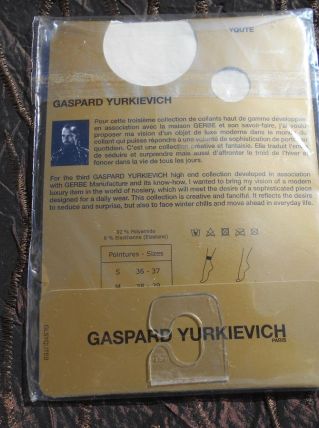 YOUTE
GASPARD YURKIEVICH
Pour cette troisième collection de collants haut de gamme développée
en association avec la maison GERBE et son savoir-faire, j'ai voulu
proposer ma vision d'un objet de luxe moderne dans le monde du
collant qui puisse répondre à une volonté de sophistication de porter au
quotidien. C'est une collection créative et fantaisie. Elle traduit l'envie
de séduire et surprendre mais aussi d'affronter le froid de l'hiver et
foncer dans la vie de tous les jours.
For the third GASPARD YURKIEVICH high end collection developed in association
with GERBE Manufacture and its know-how, I wanted to bring my vision of a modern
luxury item in the world of hosiery, which will meet the desire of a sophisticated piece
designed for a daily wear. This collection is creative and fanciful. It reflects the desire
to seduce and surprise, but also to face winter chills and move ahead in everyday life.
92 % Polyamide
8 % Elasthanne (Elastane)
Pointures - Sizes
S 35 - 37
M 38 - 39
GASPARD YURKIEVICH
PARIS